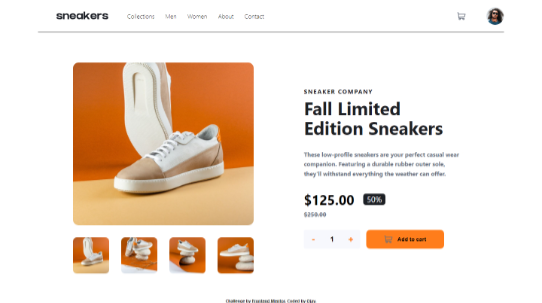 sneakers Collections Men Women About Contact
SNEAKER COMPANY
Fall Limited
Edition Sneakers
These low-profile sneakers are your perfect casual wear
companion. Featuring a durable rubber outer sole,
they'll withstand everything the weather can offer.
$125.00 50%
$250.00
- 1 + Add to cart
Challenge by Frontend Mentor. Coded by